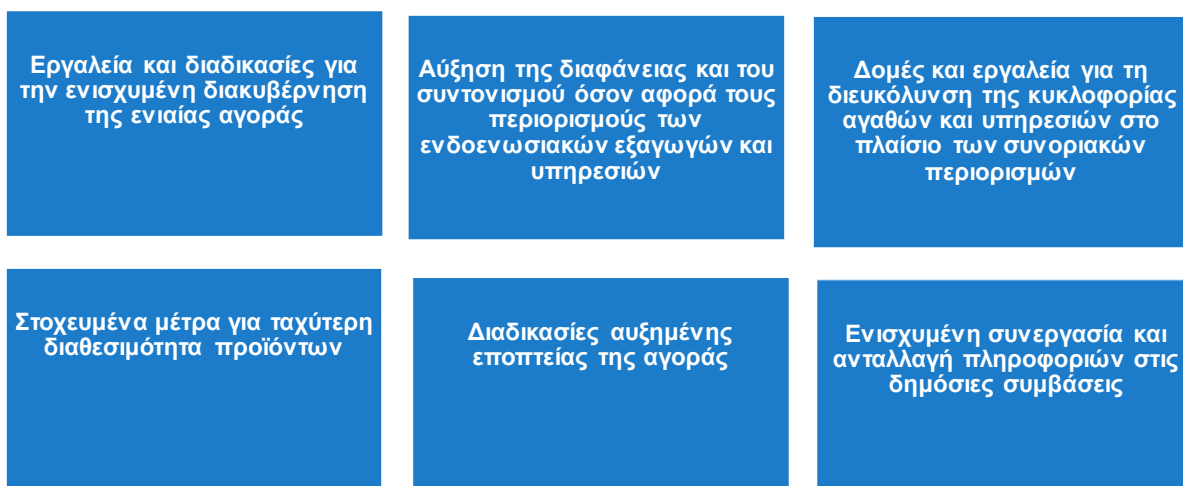 Εργαλεία και διαδικασίες για
την ενισχυμένη διακυβέρνηση
της ενιαίας αγοράς
Αύξηση της διαφάνειας και του
συντονισμού όσον αφορά τους
περιορισμούς των
ενδοενωσιακών εξαγωγών και
υπηρεσιών
Δομές και εργαλεία για τη
διευκόλυνση της κυκλοφορίας
αγαθών και υπηρεσιών στο
πλαίσιο των συνοριακών
περιορισμών
Στοχευμένα μέτρα για ταχύτερη
διαθεσιμότητα προϊόντων
Διαδικασίες αυξημένης
εποπτείας της αγοράς
Ενισχυμένη συνεργασία και
ανταλλαγή πληροφοριών στις
δημόσιες συμβάσεις